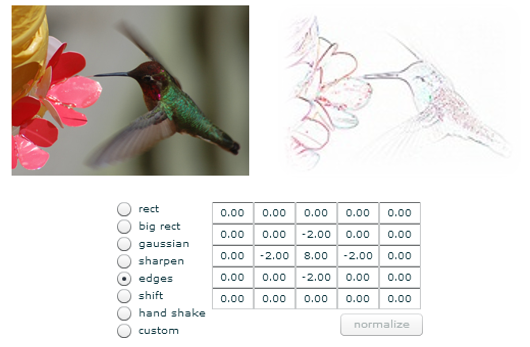 rect
big rect
gaussian
sharpen
edges
shift
hand shake
custom
0.00 0.00 0.00 0.00 0.00
0.00 0.00 -2.00 0.00 0.00
0.00 -2.00 8.00 -2.00 0.00
0.00 0.00 -2.00 0.00 0.00
0.00 0.00 0.00 0.00 0.00
normalize